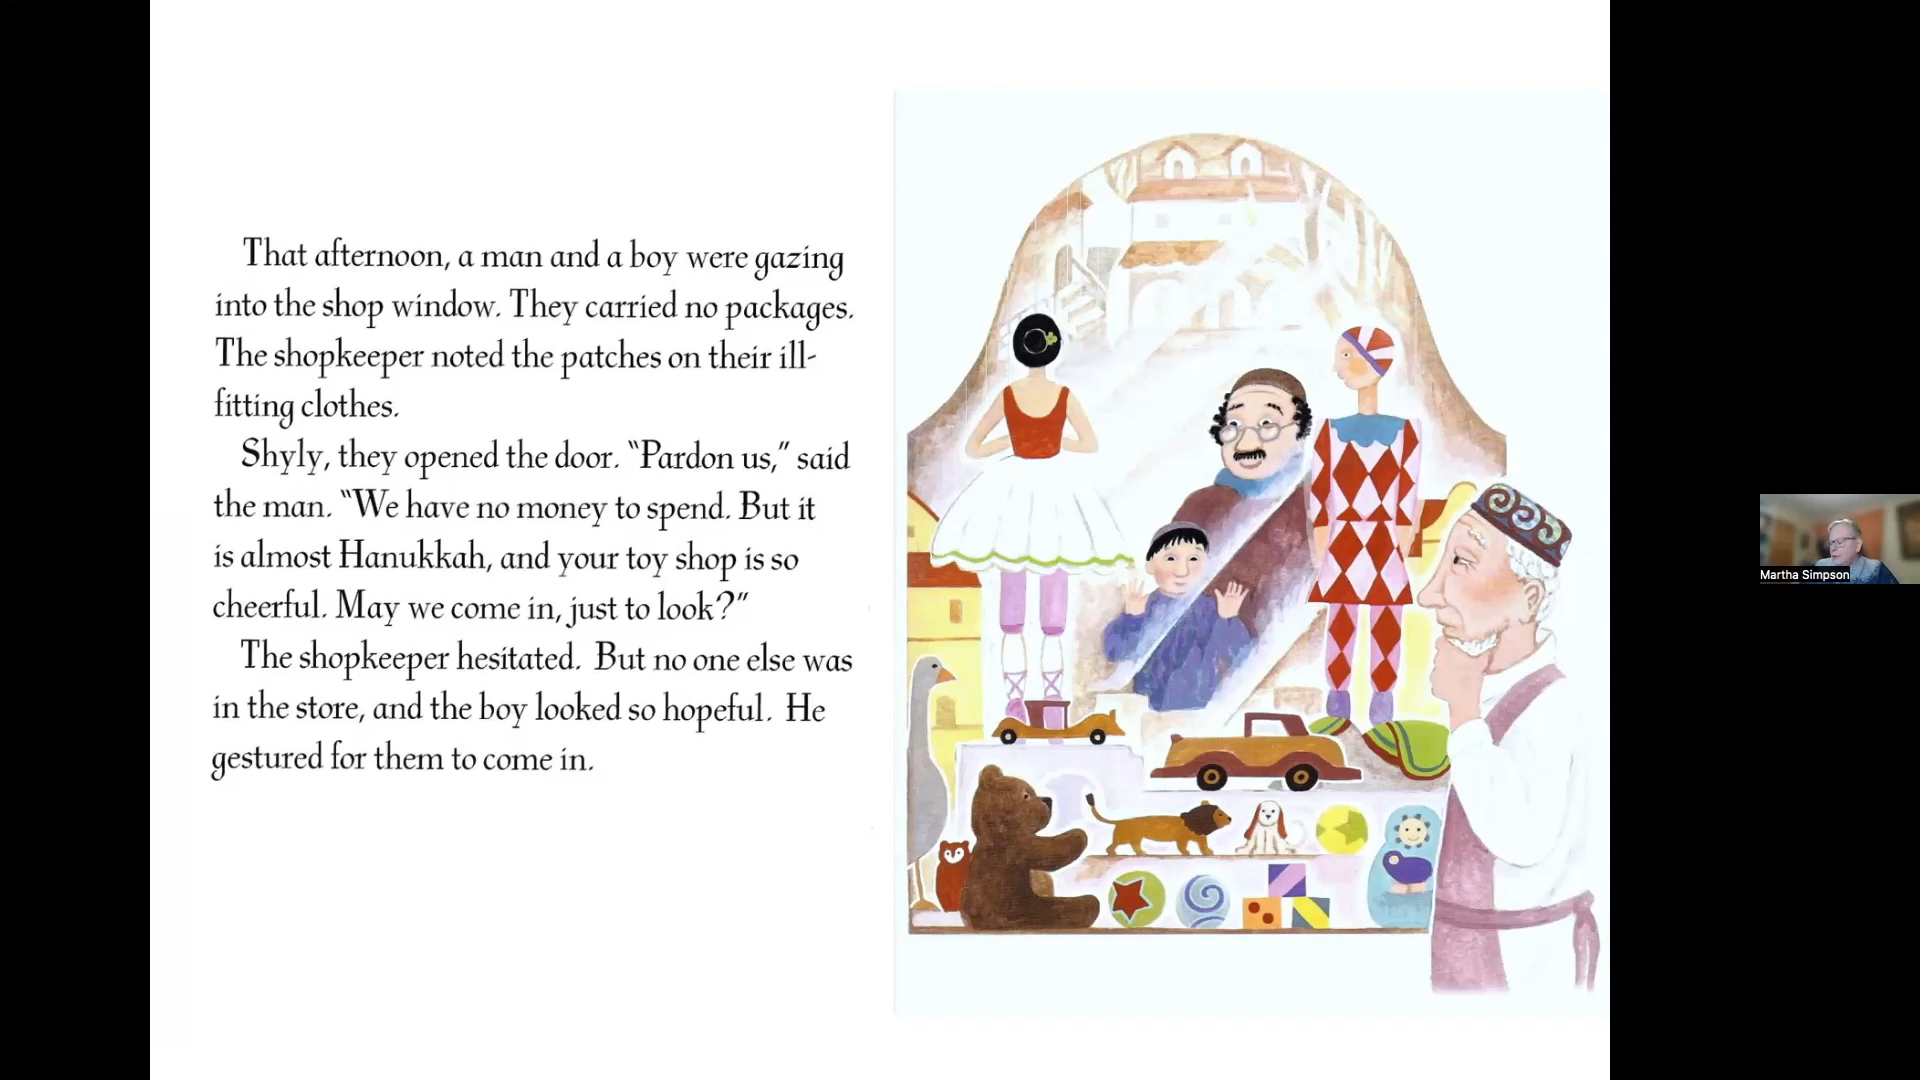 That afternoon, a man and a boy were gazing
into the shop window. They carried no packages.
The shopkeeper noted the patches on their ill-
fitting clothes.
Shyly, they opened the door. “Pardon us,” said
the man. “We have no money to spend. But it
is almost Hanukkah, and your toy shop is so
cheerful. May we come in, just to look?”
The shopkeeper hesitated. But no one else was
in the store, and the boy looked so hopeful. He
gestured for them to come in.
Martha Simpson